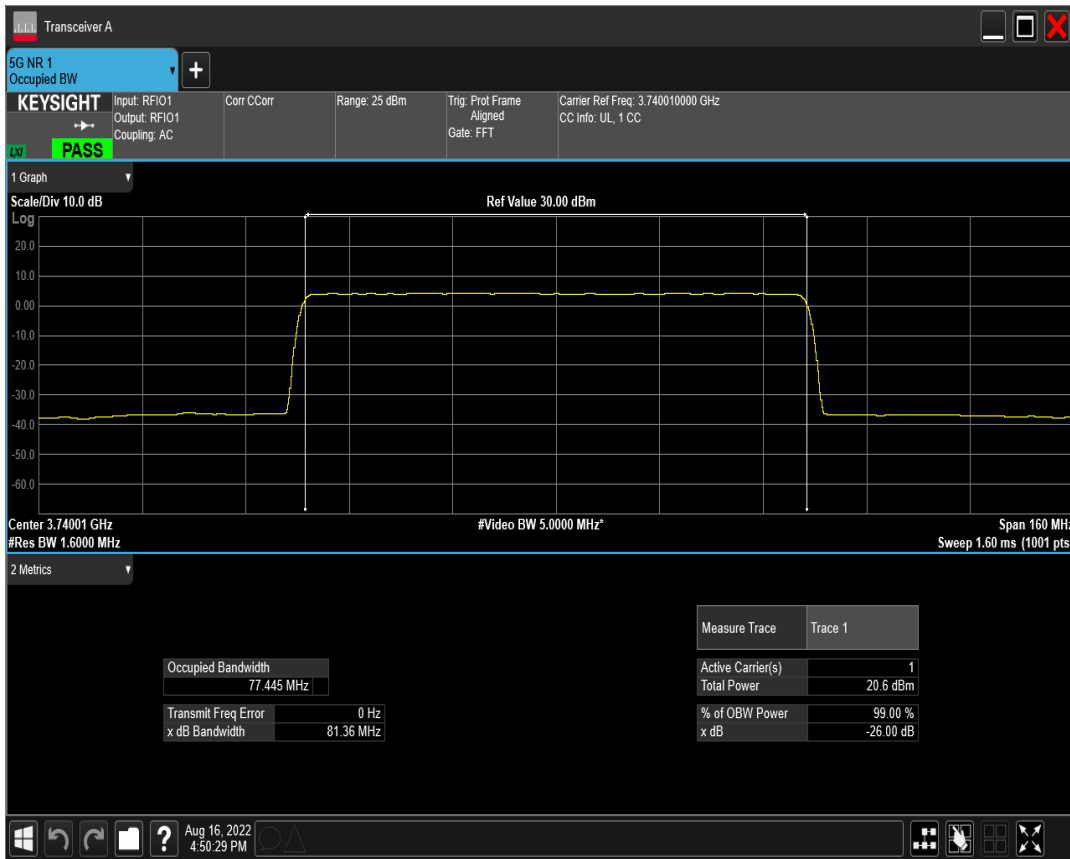 Transceiver A
5G NR 1
Occupied BW
+
KEYSIGHT
LXI
PASS
Input: RFIO1
Output: RFIO1
Coupling: AC
Corr CCorr
Range: 25 dBm
Trig: Prot Frame
Aligned
Gate: FFT
Carrier Ref Freq: 3.740010000 GHz
CC Info: UL, 1 CC
1 Graph
Scale/Div 10.0 dB
Ref Value 30.00 dBm
Log
20.0
10.0
0.00
-10.0
-20.0
-30.0
-40.0
-50.0
-60.0
Center 3.74001 GHz
#Video BW 5.0000 MHz*
Span 160 MHz
#Res BW 1.6000 MHz
Sweep 1.60 ms (1001 pts
2 Metrics
Measure Trace Trace 1
Occupied Bandwidth
77.445 MHz
Active Carrier(s) 1
Total Power 20.6 dBm
Transmit Freq Error 0 Hz
x dB Bandwidth 81.36 MHz
% of OBW Power 99.00 %
x dB -26.00 dB
?
Aug 16, 2022
4:50:29 PM